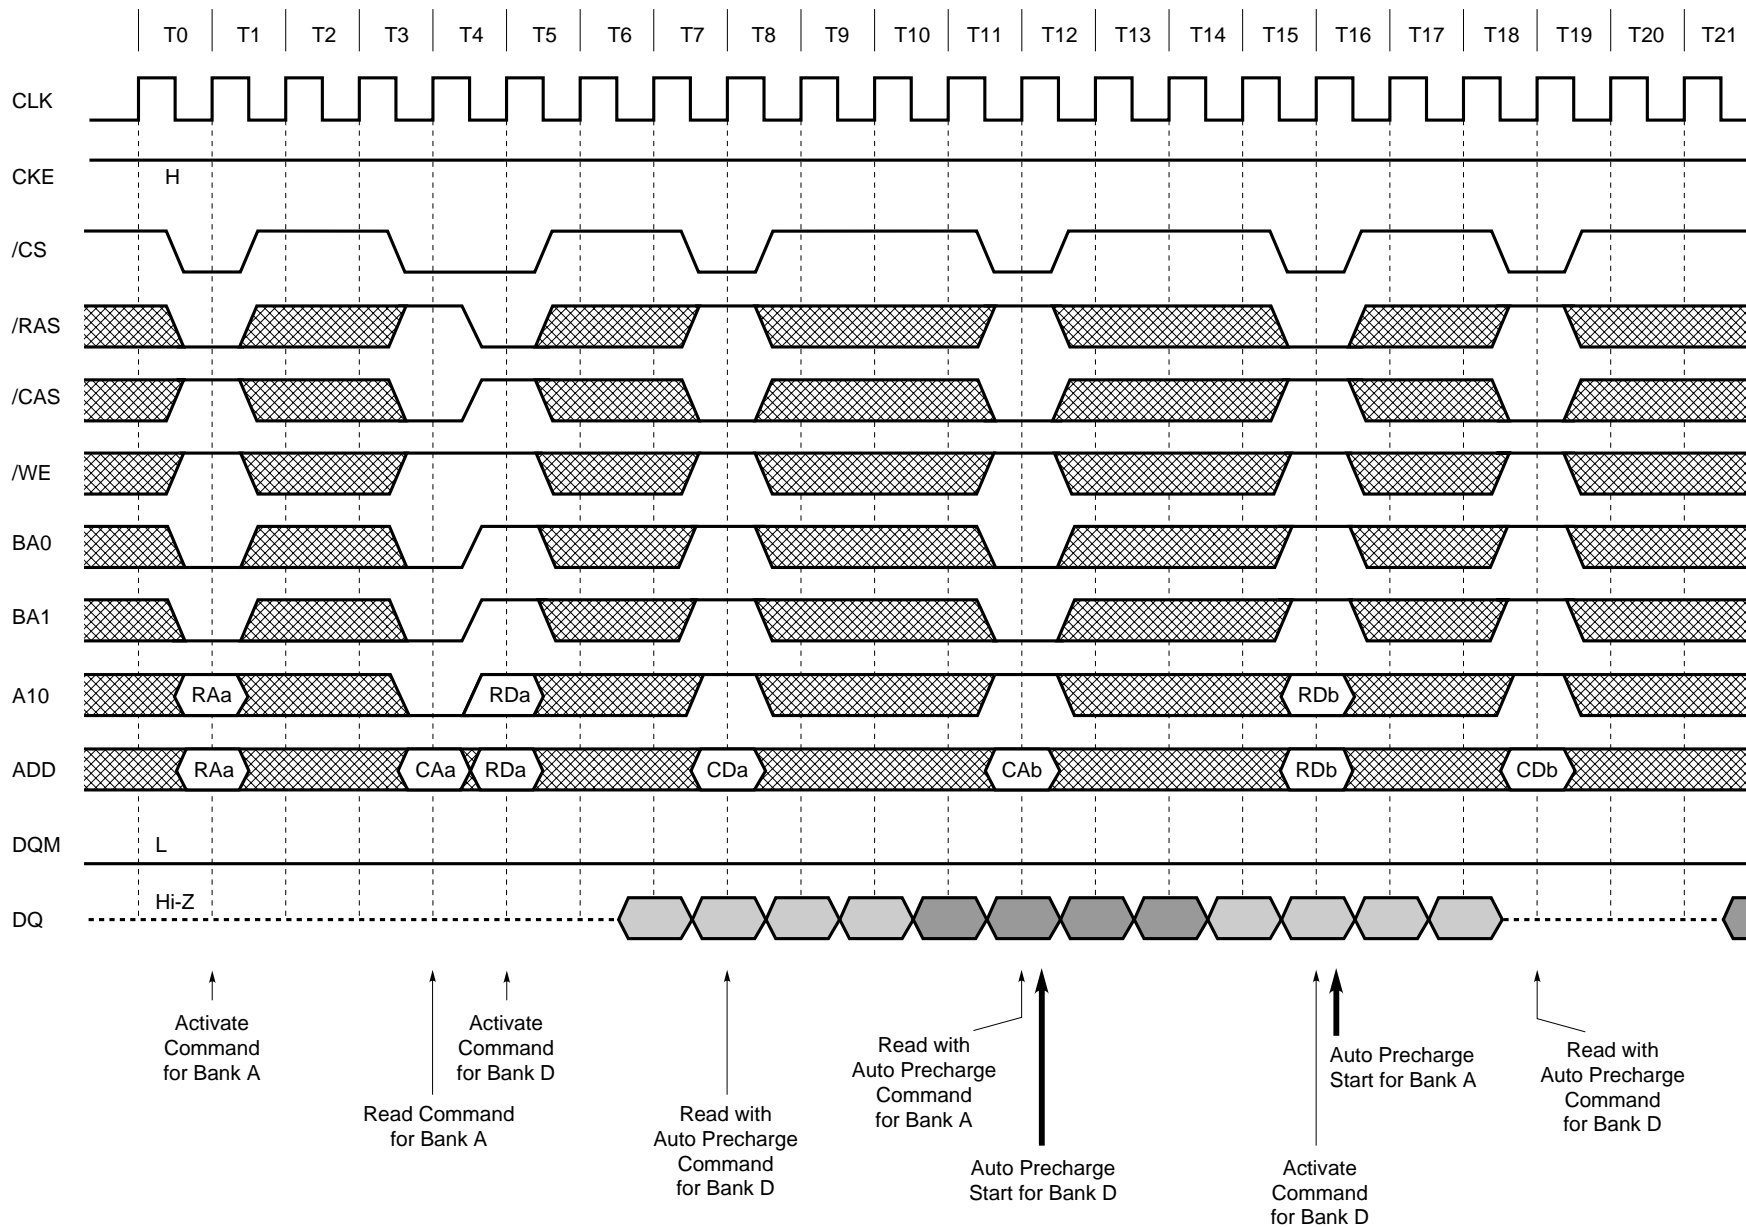 T0 T1 T2 T3 T4 T5 T6 T7 T8 T9 T10 T11 T12 T13 T14 T15 T16 T17 T18 T19 T20 T21
CLK
CKE H
/CS
/RAS
/CAS
/WE
BA0
BA1
A10 RAa RDa RDb
ADD RAa CAa RDa CDa CAb RDb CDb
DQM L
Hi-Z
DQ
Activate
Command
for Bank A
Read Command
for Bank A
Activate
Command
for Bank D
Read with
Auto Precharge
Command
for Bank D
Read with
Auto Precharge
Command
for Bank A
Auto Precharge
Start for Bank D
Activate
Command
for Bank D
Auto Precharge
Start for Bank A
Read with
Auto Precharge
Command
for Bank D